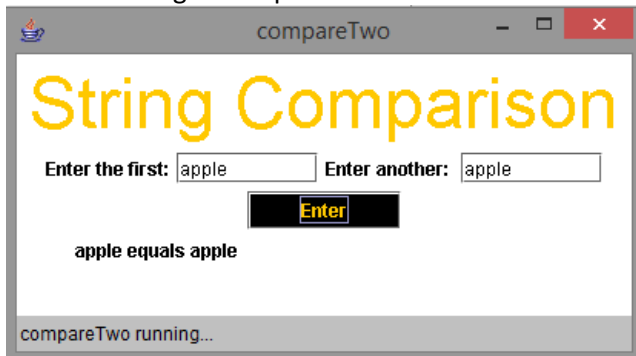 compareTwo
String Comparison
Enter the first: apple Enter another: apple
Enter
apple equals apple
compareTwo running...